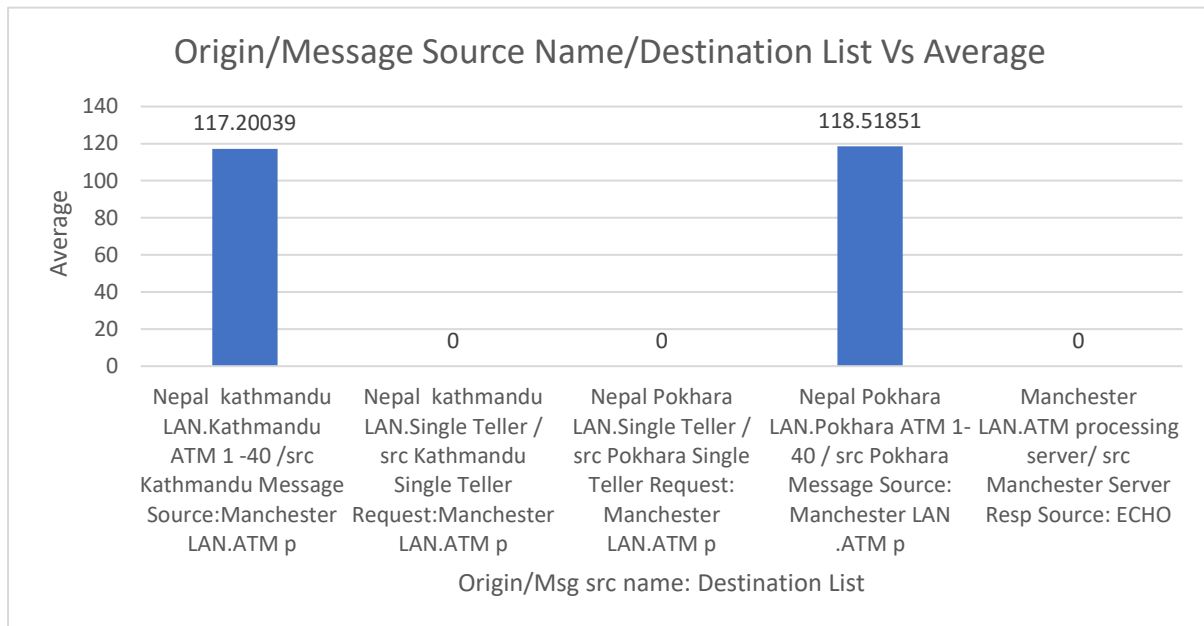 Origin/Message Source Name/Destination List Vs Average
140
120
100
80
60
40
20
0
Average
117.20039
0
0
118.51851
0
Nepal kathmandu
LAN.Kathmandu
ATM 1 -40 /src
Kathmandu Message
Source:Manchester
LAN.ATM p
Nepal kathmandu
LAN.Single Teller /
src Kathmandu
Single Teller
Request:Manchester
LAN.ATM p
Nepal Pokhara
LAN.Single Teller /
src Pokhara Single
Teller Request:
Manchester
LAN.ATM p
Nepal Pokhara
LAN.Pokhara ATM 1-
40 / src Pokhara
Message Source:
Manchester LAN
.ATM p
Manchester
LAN.ATM processing
server/ src
Manchester Server
Resp Source: ECHO
Origin/Msg src name: Destination List